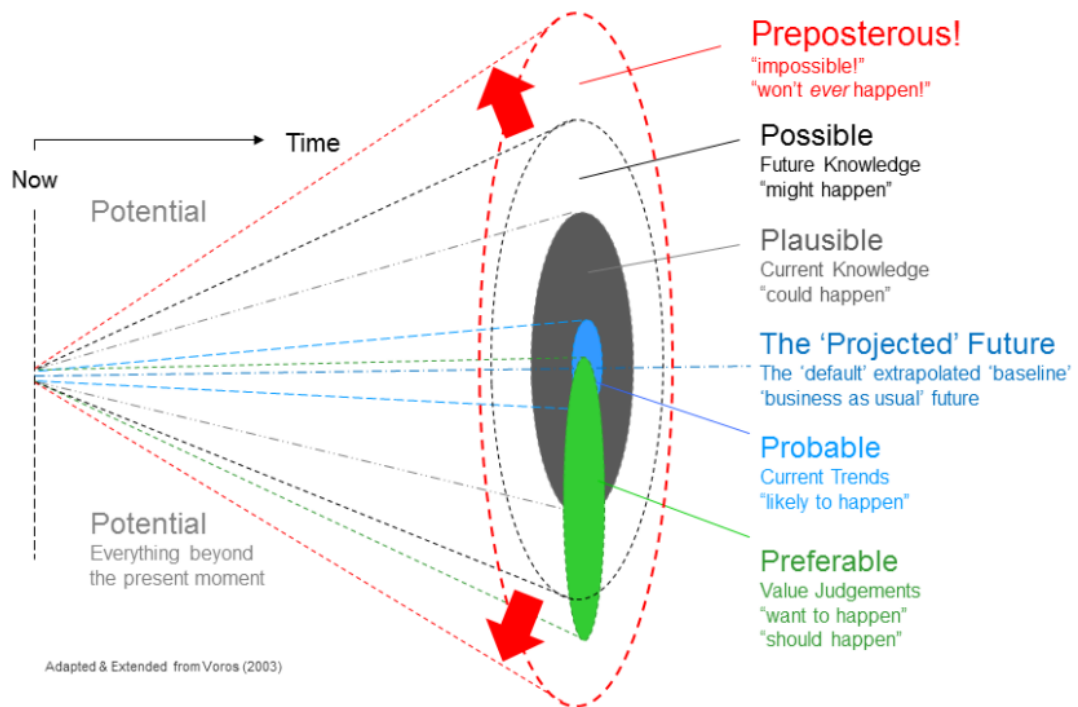 Preposterous!
“impossible!”
“won’t ever happen!”
Time
Now
Potential
Possible
Future Knowledge
“might happen”
Plausible
Current Knowledge
“could happen”
The ‘Projected’ Future
The ‘default’ extrapolated ‘baseline’
‘business as usual’ future
Probable
Current Trends
“likely to happen”
Potential
Everything beyond
the present moment
Preferable
Value Judgements
“want to happen”
“should happen”
Adapted & Extended from Voros (2003)